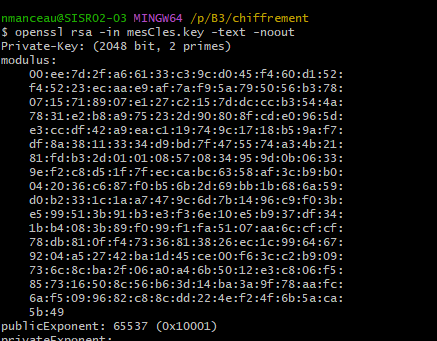 nmanceau@SISR02-03 MINGW64 /p/B3/chiffrement
$ openssl rsa -in mesCles.key -text -noout
Private-Key: (2048 bit, 2 primes)
modulus:
00:ee:7d:2f:a6:61:33:c3:9c:d0:45:f4:60:d1:52:
f4:52:23:ec:aa:e9:af:7a:f9:5a:79:50:56:b3:78:
07:15:71:89:07:e1:27:c2:15:7d:dc:cc:b3:54:4a:
78:31:e2:b8:a9:75:23:2d:90:80:8f:cd:e0:96:5d:
e3:cc:df:42:a9:ea:c1:19:74:9c:17:18:b5:9a:f7:
df:8a:38:11:33:34:d9:bd:7f:47:55:74:a3:4b:21:
81:fd:b3:2d:01:01:08:57:08:34:95:9d:0b:06:33:
9e:f2:c8:d5:1f:7f:ec:ca:bc:63:58:af:3c:b9:b0:
04:20:36:c6:87:f0:b5:6b:2d:69:bb:1b:68:6a:59:
d0:b2:33:1c:1a:a7:47:9c:6d:7b:14:96:c9:f0:3b:
e5:99:51:3b:91:b3:e3:f3:6e:10:e5:b9:37:df:34:
1b:b4:08:3b:89:f0:99:f1:fa:51:07:aa:6c:cf:cf:
78:db:81:0f:f4:73:36:81:38:26:ec:1c:99:64:67:
92:04:a5:27:42:ba:1d:45:ce:00:f6:3c:c2:b9:09:
73:6c:8c:ba:2f:06:a0:a4:6b:50:12:e3:c8:06:f5:
85:73:16:50:8c:56:b6:3d:14:ba:3a:9f:78:aa:fc:
6a:f5:09:96:82:c8:8c:dd:22:4e:f2:4f:6b:5a:ca:
5b:49
publicExponent: 65537 (0x10001)
privateExponent: